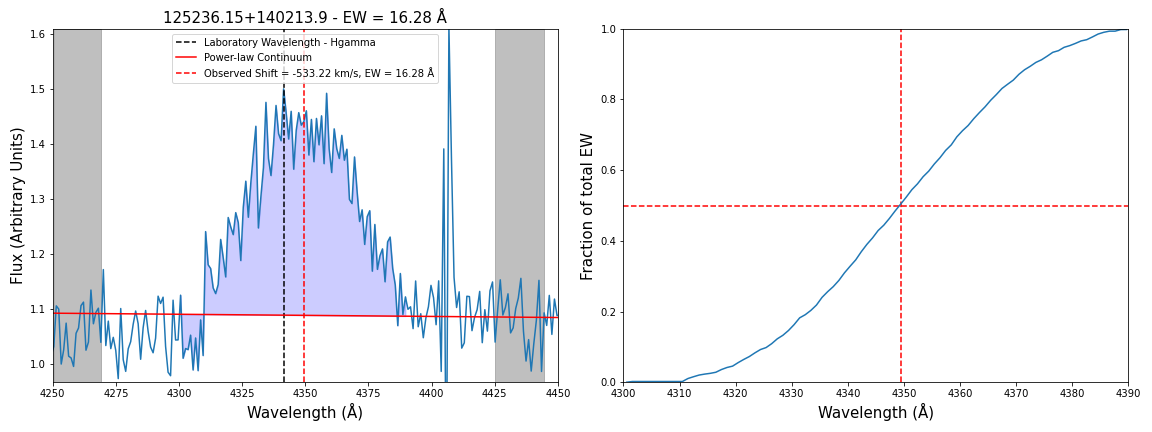 125236.15+140213.9 - EW = 16.28 Å
Laboratory Wavelength - Hgamma
Power-law Continuum
Observed Shift = -533.22 km/s, EW = 16.28 Å
Flux (Arbitrary Units)
1.6
1.5
1.4
1.3
1.2
1.1
1.0
4250 4275 4300 4325 4350 4375 4400 4425 4450
Wavelength (Å)
Fraction of total EW
1.0
0.8
0.6
0.4
0.2
0.0
4300 4310 4320 4330 4340 4350 4360 4370 4380 4390
Wavelength (Å)